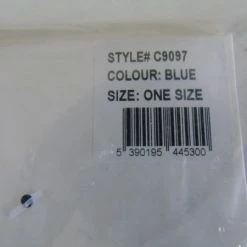 STYLE# C9097
COLOUR: BLUE
SIZE: ONE SIZE
5 390195 445300